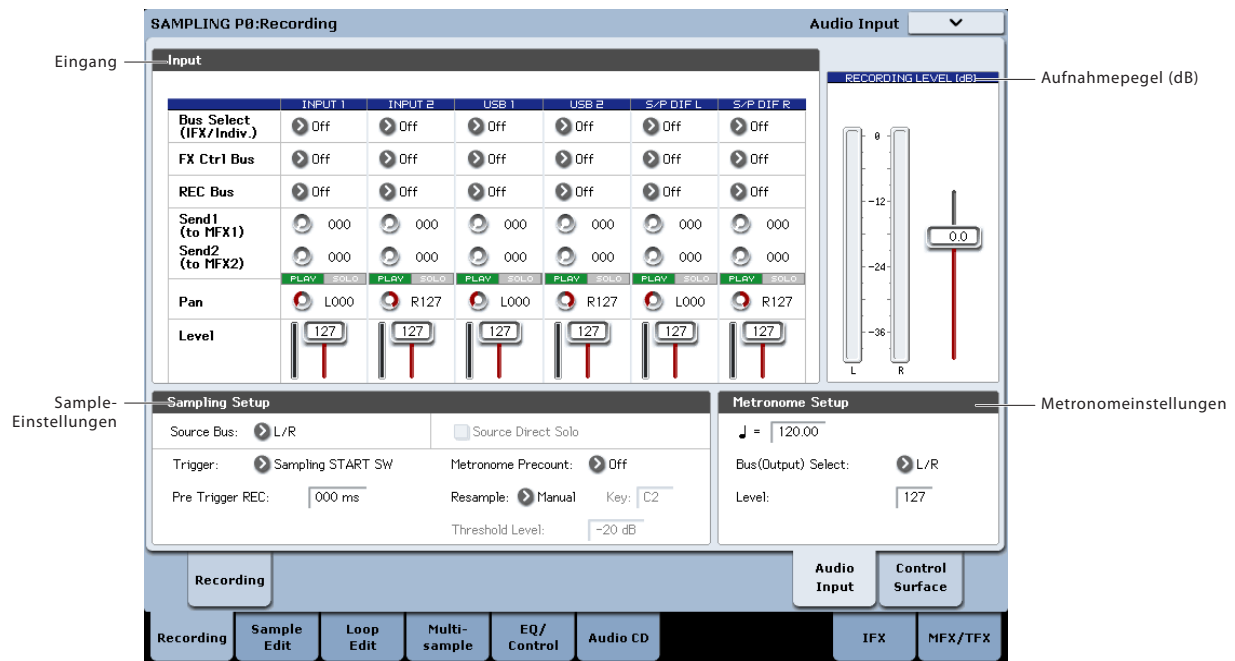 SAMPLING P0:Recording
Audio Input
Eingang
Input
RECORDING LEVEL [dB]
Aufnahmepegel (dB)
INPUT 1 INPUT 2 USB 1 USB 2 S/P DIF L S/P DIF R
Bus Select
(IFX/Indiv.)
Off Off Off Off Off Off
FX Ctrl Bus
Off Off Off Off Off Off
REC Bus
Off Off Off Off Off Off
Send1
(to MFX1)
000 000 000 000 000 000
Send2
(to MFX2)
000 000 000 000 000 000
PLAY SOLO PLAY SOLO PLAY SOLO PLAY SOLO PLAY SOLO PLAY SOLO
Pan
L000 R127 L000 R127 L000 R127
Level
127 127 127 127 127 127
0
-12
-24
-36
0.0
L R
Sample-
Einstellungen
Sampling Setup
Source Bus: L/R
Source Direct Solo
Trigger: Sampling START SW
Metronome Precount: Off
Pre Trigger REC: 000 ms
Resample: Manual Key: C2
Threshold Level: -20 dB
Metronome Setup
Metronomeinstellungen
♩ = 120.00
Bus(Output) Select: L/R
Level: 127
Recording
Audio
Input
Control
Surface
Recording
Sample
Edit
Loop
Edit
Multi-
sample
EQ/
Control
Audio CD
IFX
MFX/TFX